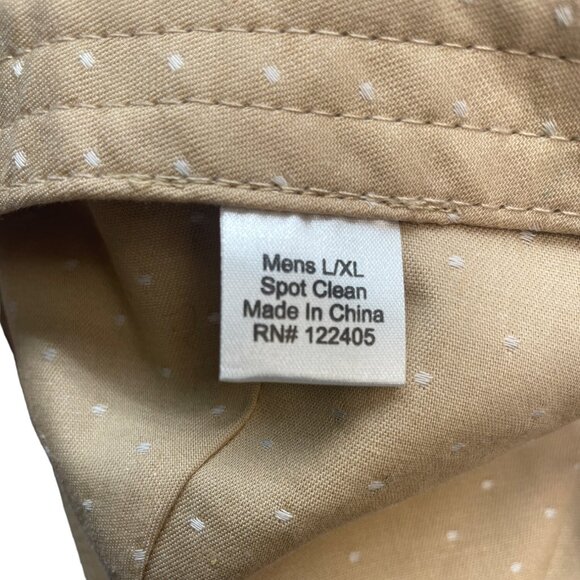 Mens L/XL
Spot Clean
Made In China
RN# 122405